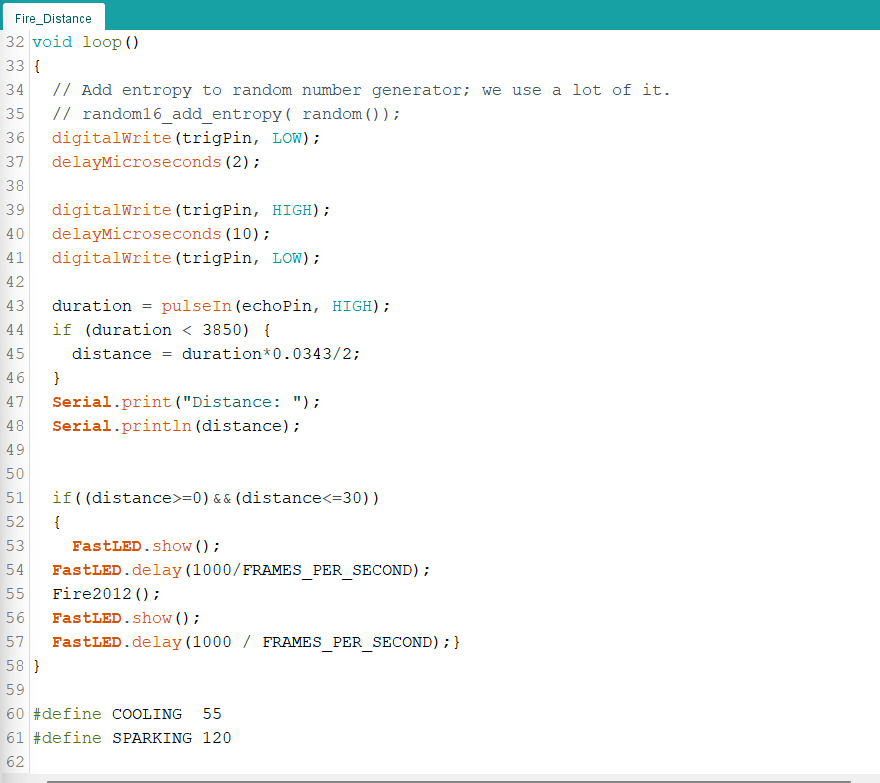 Fire_Distance
32 void loop()
33 {
34   // Add entropy to random number generator; we use a lot of it.
35   // random16_add_entropy( random());
36   digitalWrite(trigPin, LOW);
37   delayMicroseconds(2);
38
39   digitalWrite(trigPin, HIGH);
40   delayMicroseconds(10);
41   digitalWrite(trigPin, LOW);
42
43   duration = pulseIn(echoPin, HIGH);
44   if (duration < 3850) {
45     distance = duration*0.0343/2;
46   }
47   Serial.print("Distance: ");
48   Serial.println(distance);
49
50
51   if((distance>=0)&&(distance<=30))
52   {
53     FastLED.show();
54   FastLED.delay(1000/FRAMES_PER_SECOND);
55   Fire2012();
56   FastLED.show();
57   FastLED.delay(1000 / FRAMES_PER_SECOND);}
58 }
59
60 #define COOLING  55
61 #define SPARKING 120
62